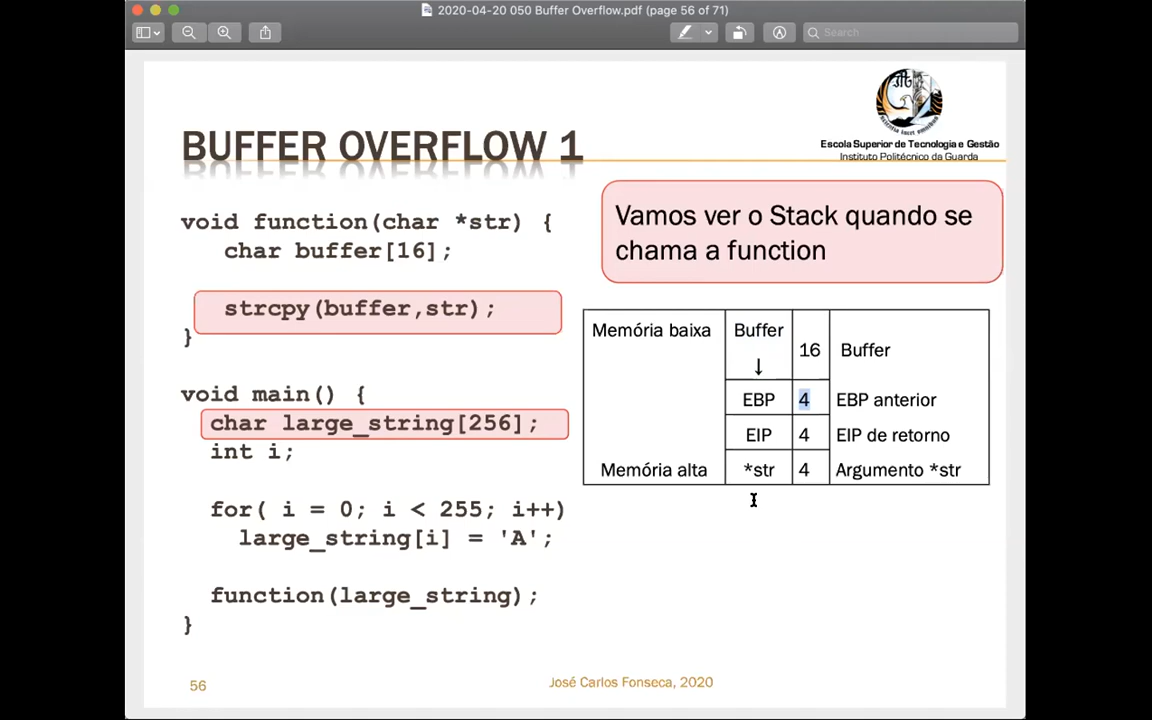 2020-04-20 050 Buffer Overflow.pdf (page 56 of 71)
Search
Escola Superior de Tecnologia e Gestão
Instituto Politécnico da Guarda
BUFFER OVERFLOW 1
void function(char *str) {
char buffer[16];
strcpy(buffer,str);
}
void main() {
char large_string[256];
int i;
for( i = 0; i < 255; i++)
large_string[i] = 'A';
function(large_string);
}
Vamos ver o Stack quando se
chama a function
Memória baixa Buffer ↓ 16 Buffer
EBP 4 EBP anterior
EIP 4 EIP de retorno
Memória alta *str 4 Argumento *str
56
José Carlos Fonseca, 2020